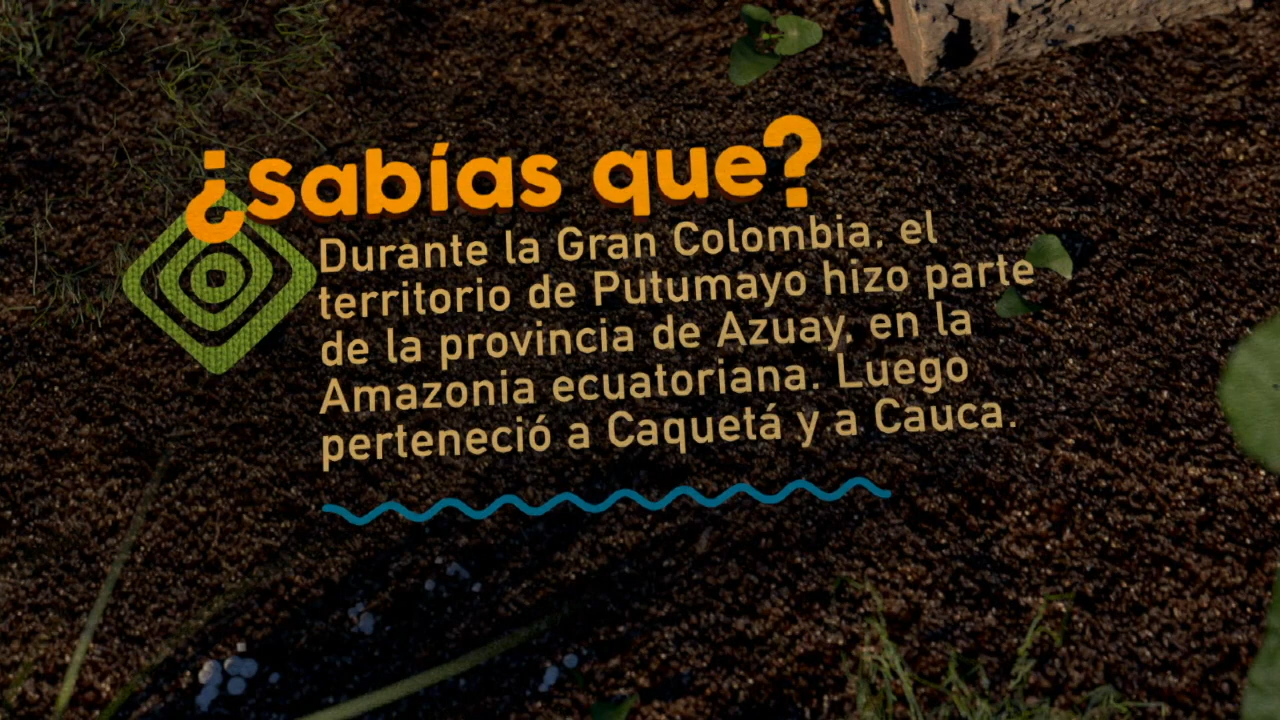 ¿Sabías que?
Durante la Gran Colombia, el
territorio de Putumayo hizo parte
de la provincia de Azuay, en la
Amazonia ecuatoriana. Luego
perteneció a Caquetá y a Cauca.